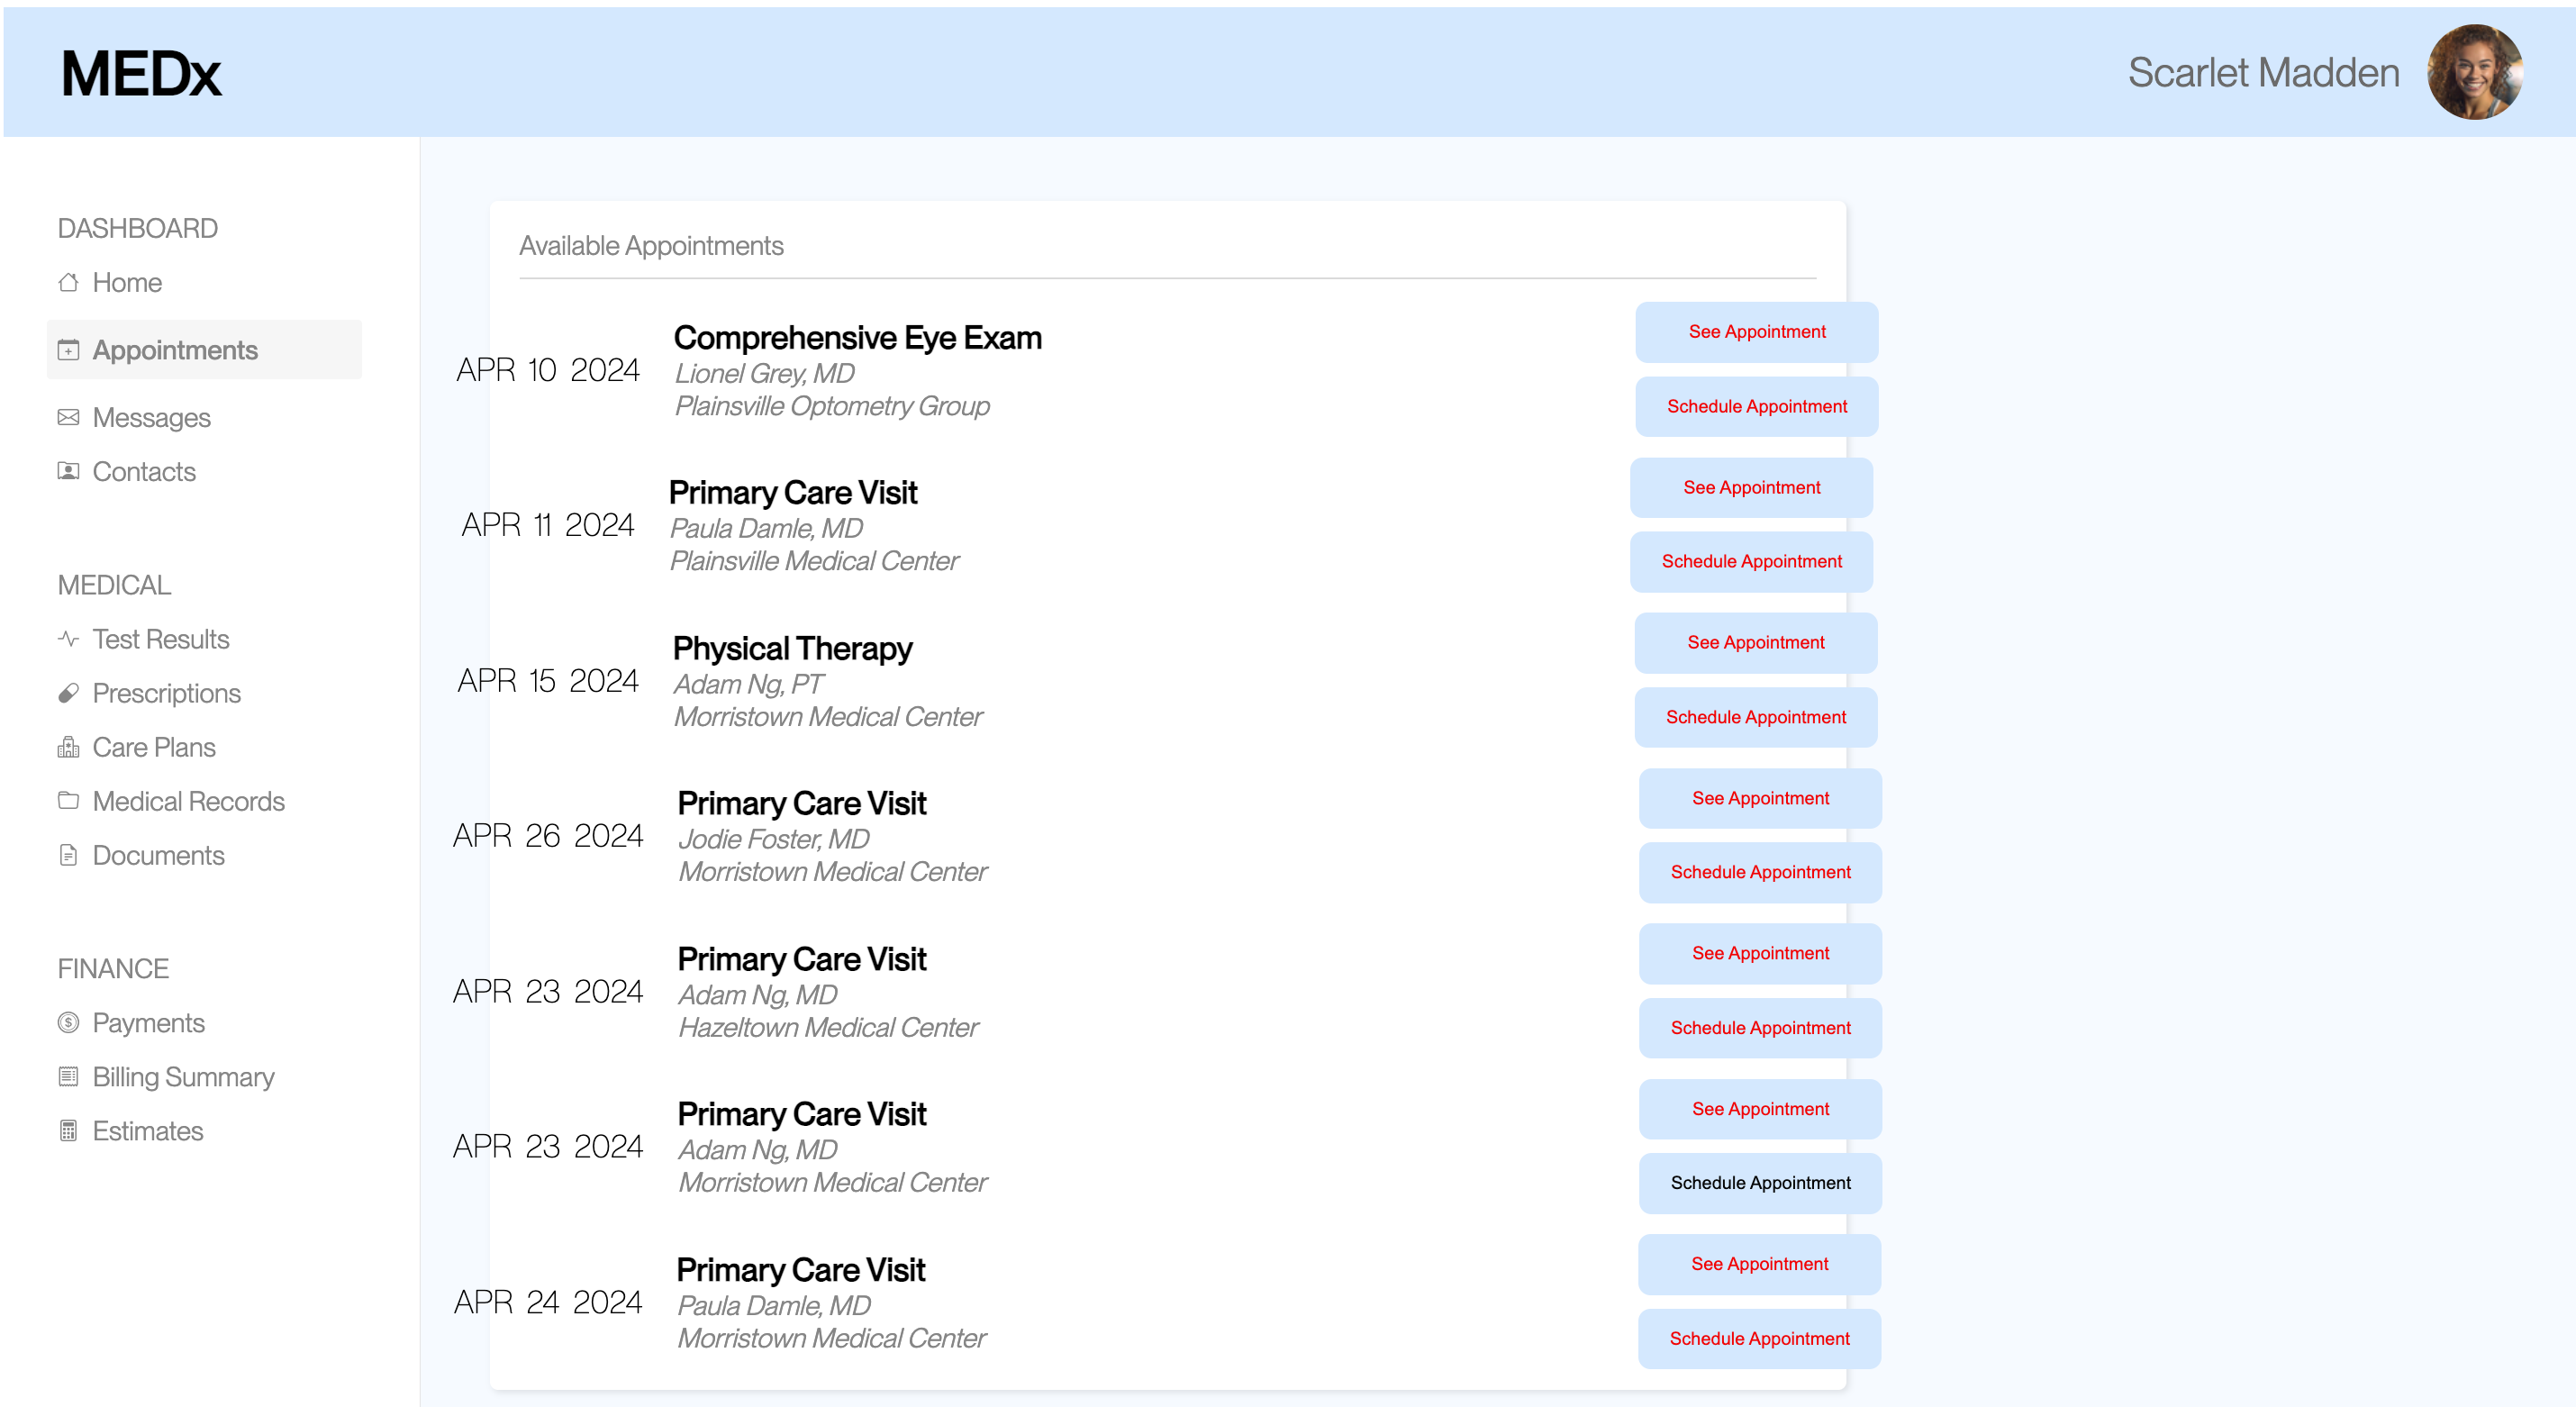 MEDx
Scarlet Madden
DASHBOARD
Home
Appointments
Messages
Contacts
MEDICAL
Test Results
Prescriptions
Care Plans
Medical Records
Documents
FINANCE
Payments
Billing Summary
Estimates
Available Appointments
APR 10 2024
Comprehensive Eye Exam
Lionel Grey, MD
Plainsville Optometry Group
See Appointment
Schedule Appointment
APR 11 2024
Primary Care Visit
Paula Damle, MD
Plainsville Medical Center
See Appointment
Schedule Appointment
APR 15 2024
Physical Therapy
Adam Ng, PT
Morristown Medical Center
See Appointment
Schedule Appointment
APR 26 2024
Primary Care Visit
Jodie Foster, MD
Morristown Medical Center
See Appointment
Schedule Appointment
APR 23 2024
Primary Care Visit
Adam Ng, MD
Hazeltown Medical Center
See Appointment
Schedule Appointment
APR 23 2024
Primary Care Visit
Adam Ng, MD
Morristown Medical Center
See Appointment
Schedule Appointment
APR 24 2024
Primary Care Visit
Paula Damle, MD
Morristown Medical Center
See Appointment
Schedule Appointment